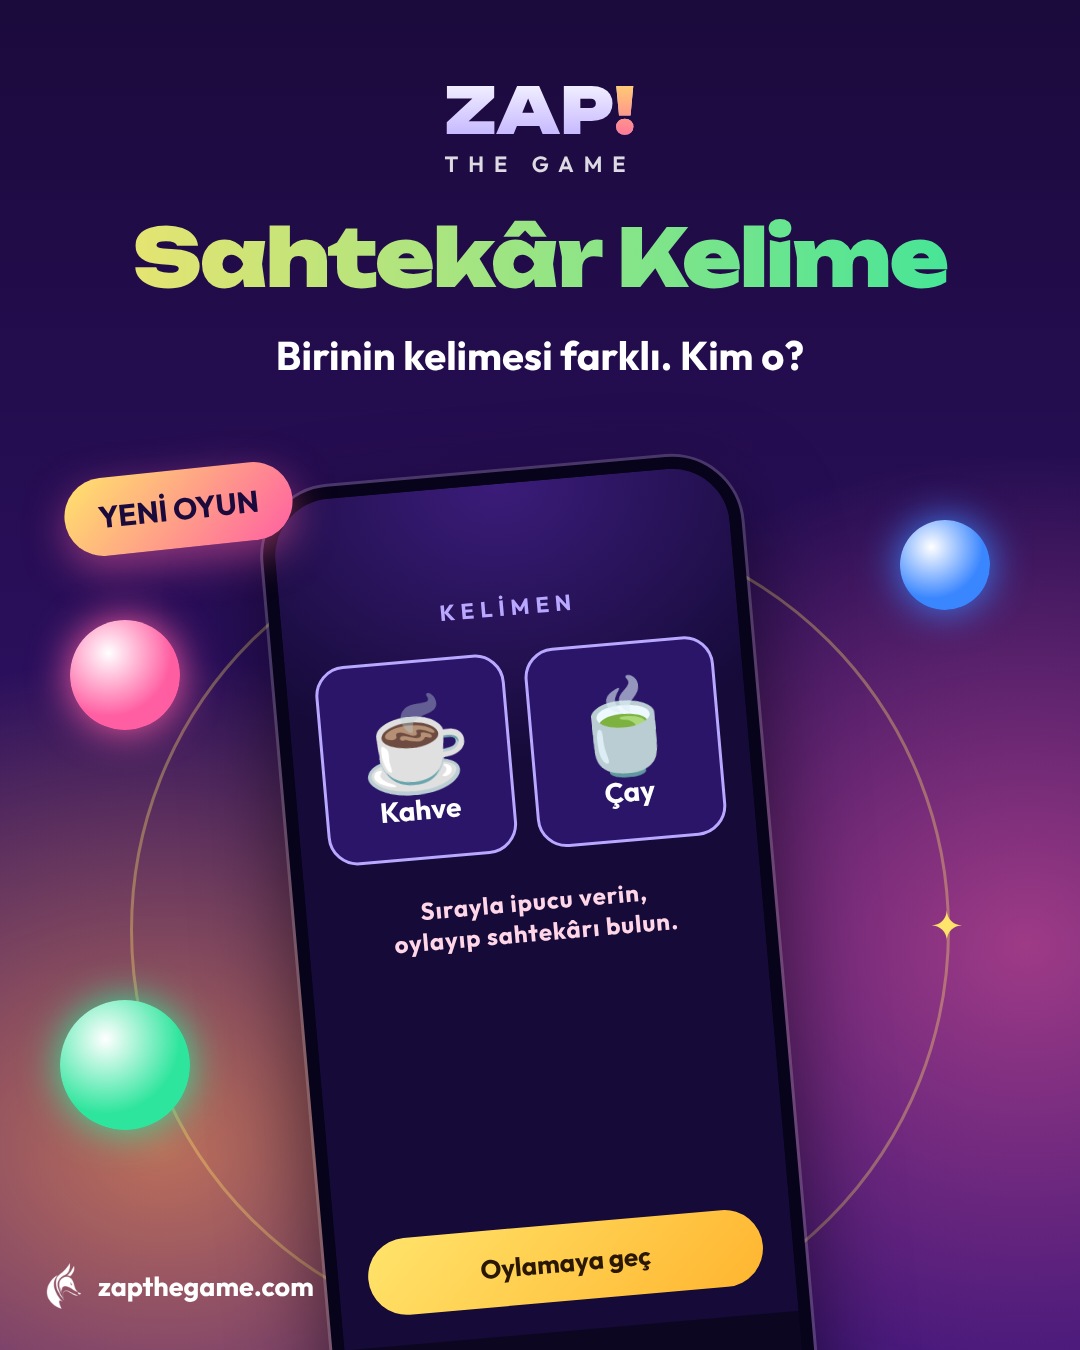 ZAP!
THE GAME
Sahtekâr Kelime
Birinin kelimesi farklı. Kim o?
YENİ OYUN
KELİMEN
Kahve
Çay
Sırayla ipucu verin,
oylayıp sahtekârı bulun.
Oylamaya geç
zapthegame.com